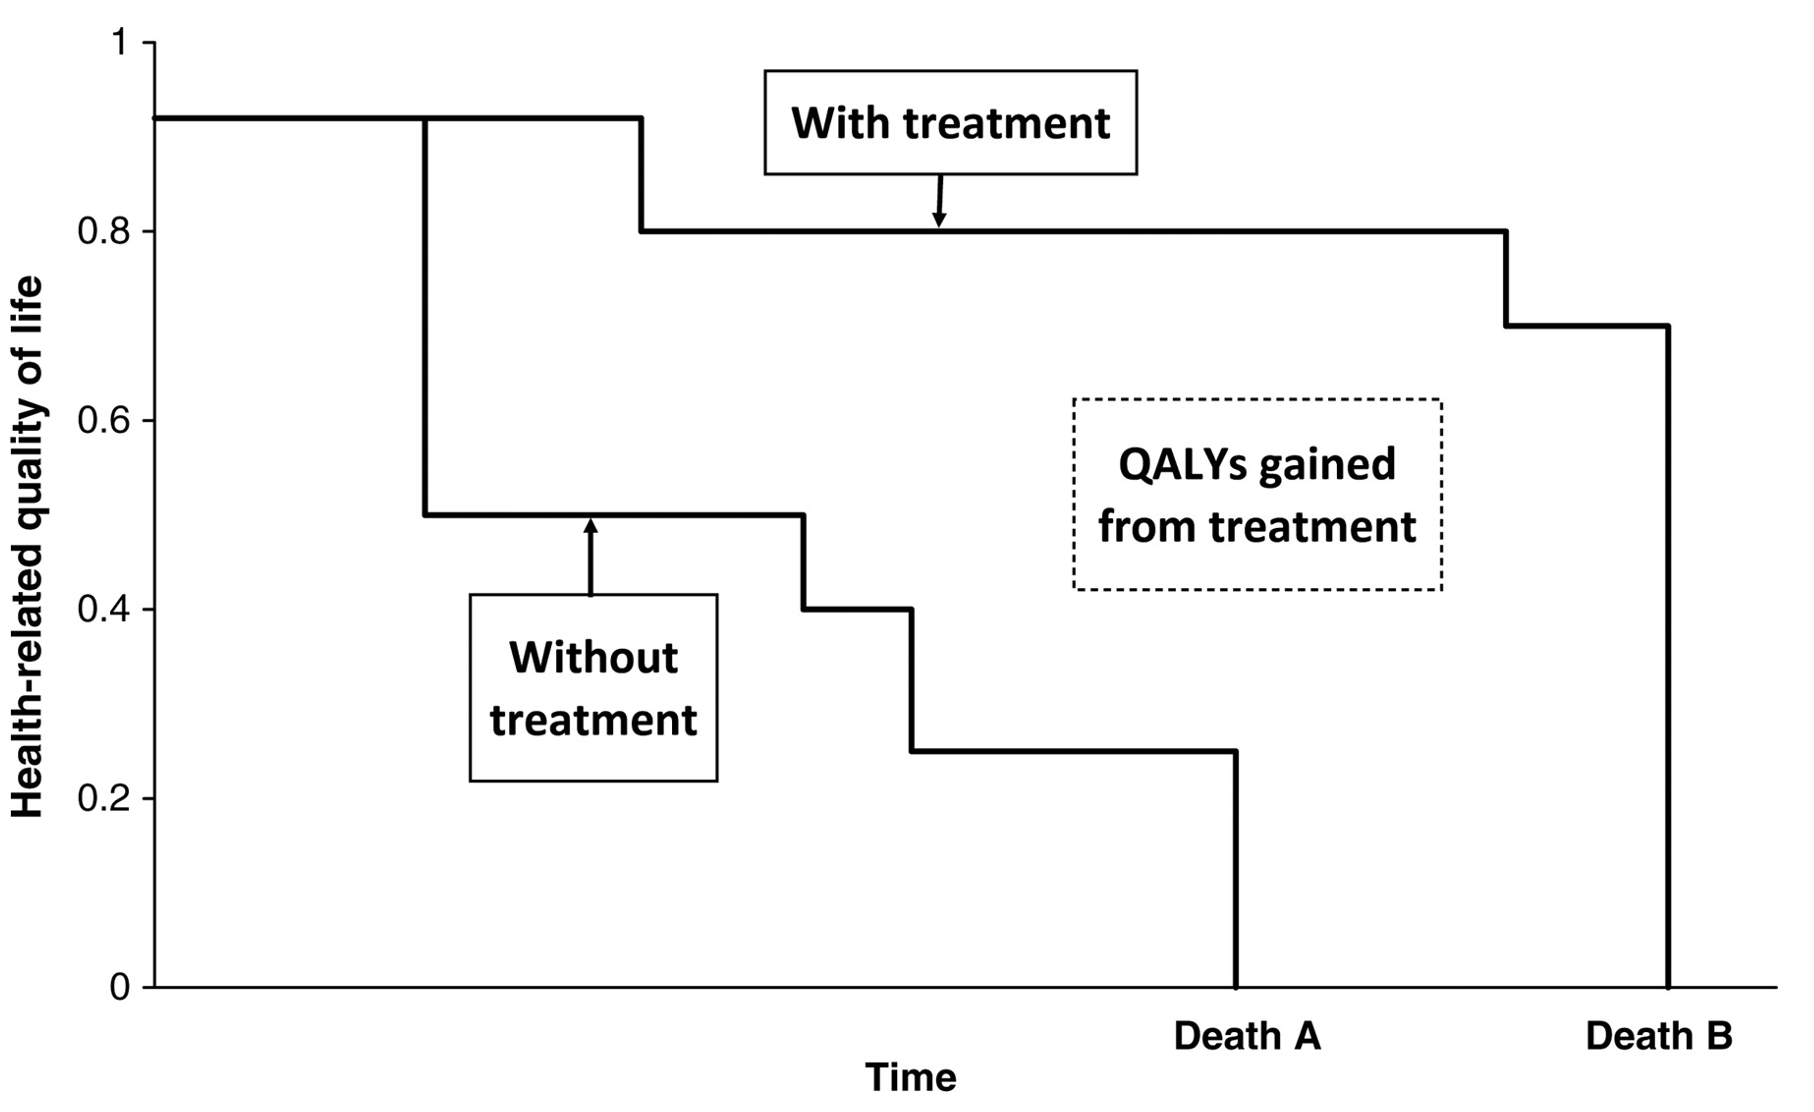 1
With treatment
0.8
Health-related quality of life
0.6
QALYs gained
from treatment
0.4
Without
treatment
0.2
0
Death A
Death B
Time